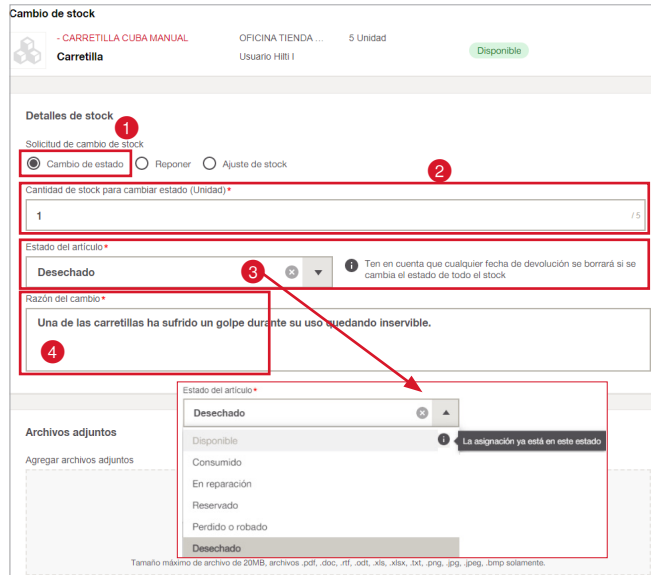 Cambio de stock
- CARRETILLA CUBA MANUAL OFICINA TIENDA ... 5 Unidad
Carretilla Usuario Hilti I Disponible
Detalles de stock
1
Solicitud de cambio de stock
Cambio de estado Reponer Ajuste de stock
2
Cantidad de stock para cambiar estado (Unidad) *
1 / 5
Estado del artículo *
Desechado 3 Ten en cuenta que cualquier fecha de devolución se borrará si se
cambia el estado de todo el stock
Razón del cambio *
Una de las carretillas ha sufrido un golpe durante su uso quedando inservible.
4
Estado del artículo *
Desechado
Archivos adjuntos
Disponible La asignación ya está en este estado
Agregar archivos adjuntos
Consumido
En reparación
Reservado
Perdido o robado
Desechado
Tamaño máximo de archivo de 20MB, archivos .pdf, .doc, .rtf, .odt, .xls, .xlsx, .txt, .png, .jpg, .jpeg, .bmp solamente.